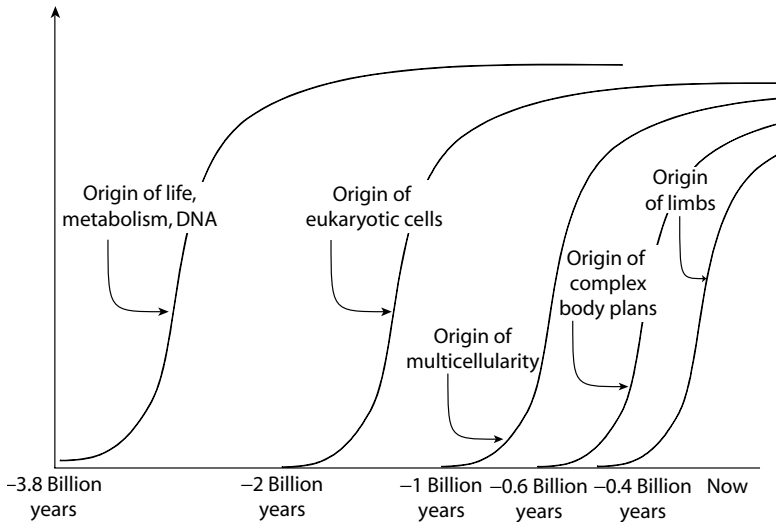 Origin of life,
metabolism, DNA
Origin of
eukaryotic cells
Origin of
multicellularity
Origin of
complex
body plans
Origin
of limbs
–3.8 Billion
years
–2 Billion
years
–1 Billion
years
–0.6 Billion
years
–0.4 Billion
years
Now